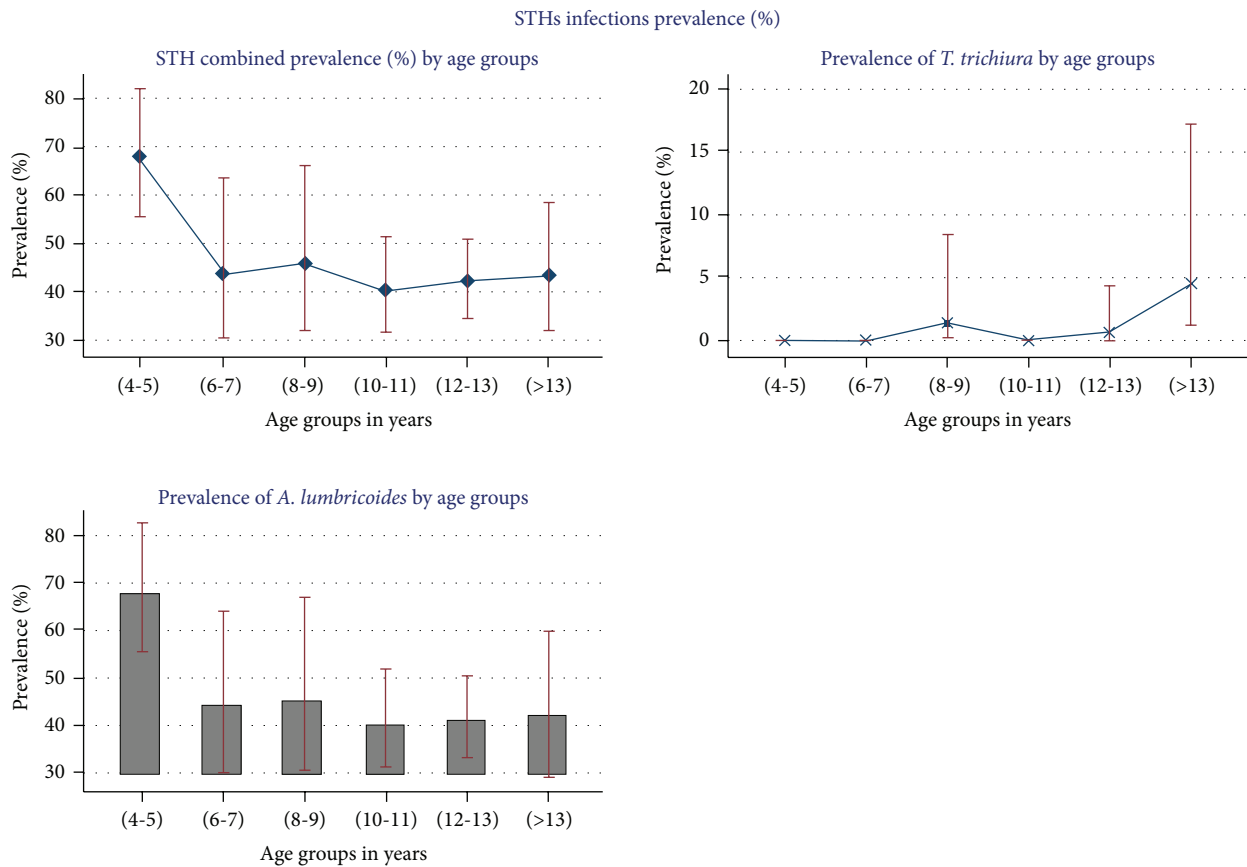 STHs infections prevalence (%)
STH combined prevalence (%) by age groups
Prevalence (%)
80
70
60
50
40
30
(4-5) (6-7) (8-9) (10-11) (12-13) (>13)
Age groups in years
Prevalence of T. trichiura by age groups
Prevalence (%)
20
15
10
5
0
(4-5) (6-7) (8-9) (10-11) (12-13) (>13)
Age groups in years
Prevalence of A. lumbricoides by age groups
Prevalence (%)
80
70
60
50
40
30
(4-5) (6-7) (8-9) (10-11) (12-13) (>13)
Age groups in years